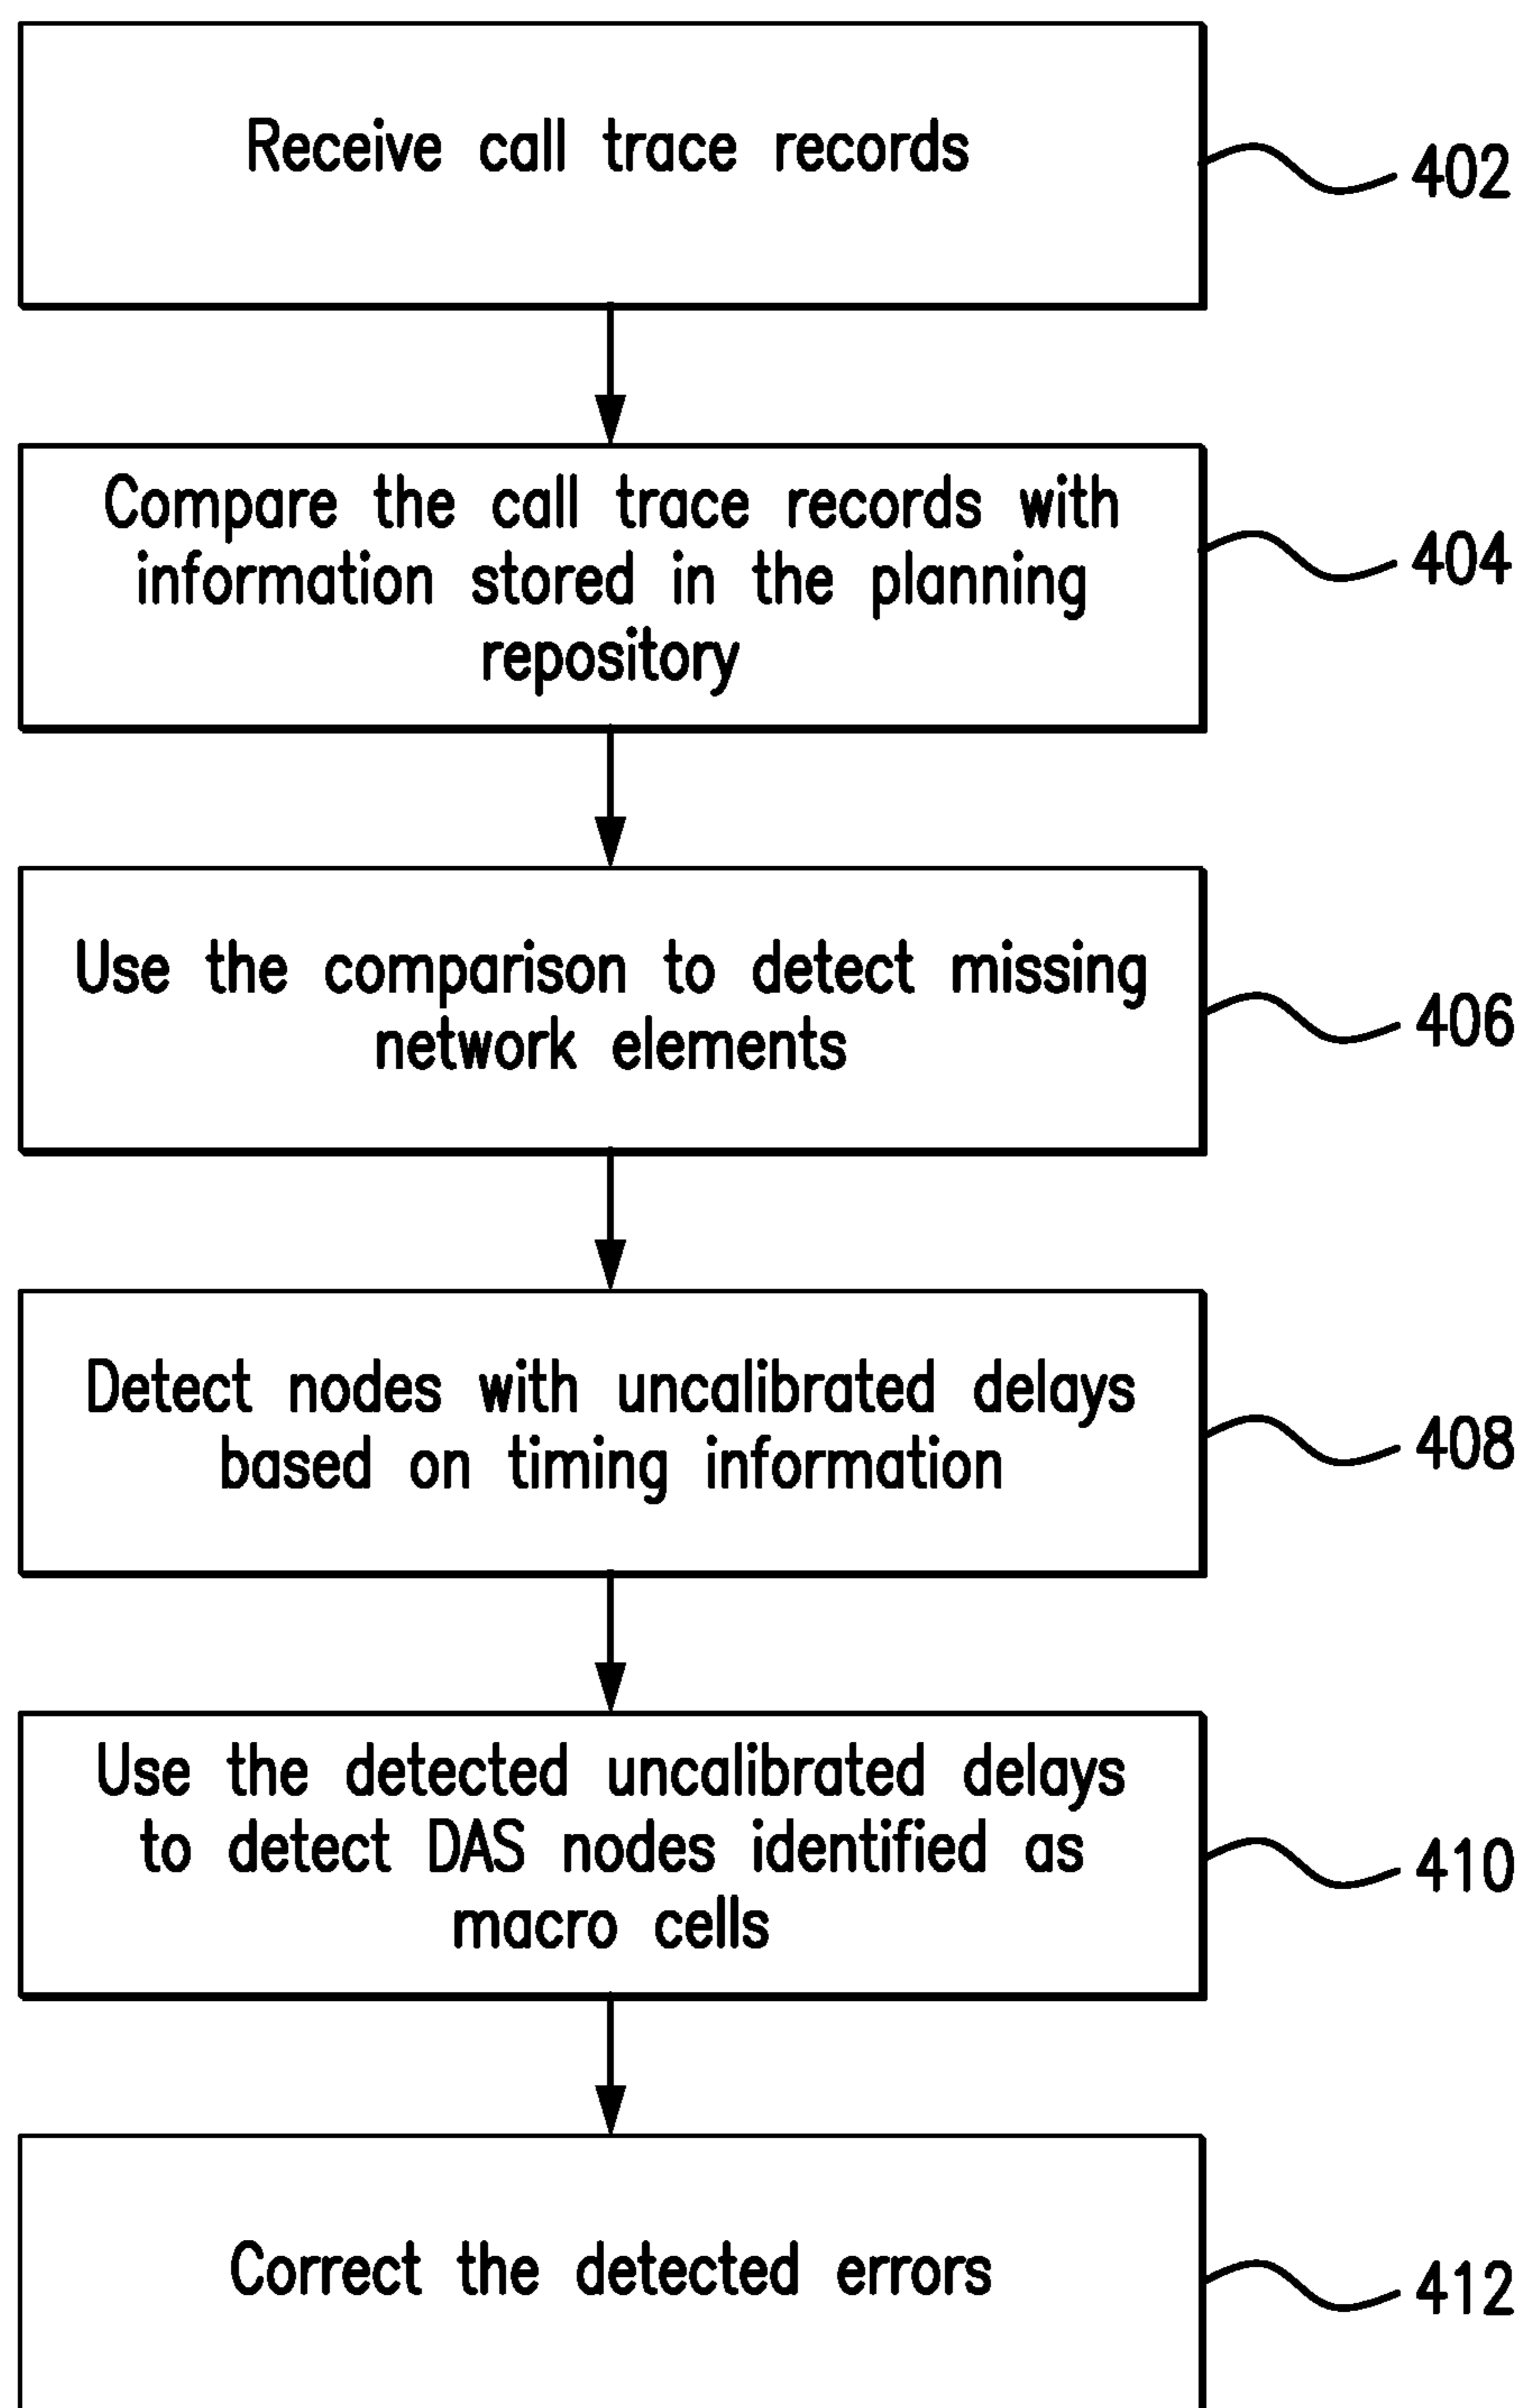 Receive call trace records
402
Compare the call trace records with
information stored in the planning
repository
404
Use the comparison to detect missing
network elements
406
Detect nodes with uncalibrated delays
based on timing information
408
Use the detected uncalibrated delays
to detect DAS nodes identified as
macro cells
410
Correct the detected errors
412